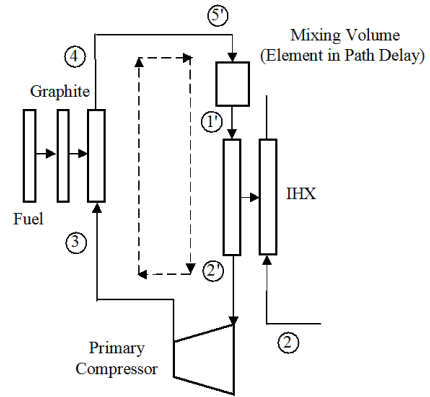 5'
Mixing Volume
(Element in Path Delay)
4
Graphite
1'
Fuel
IHX
3
2'
2
Primary
Compressor